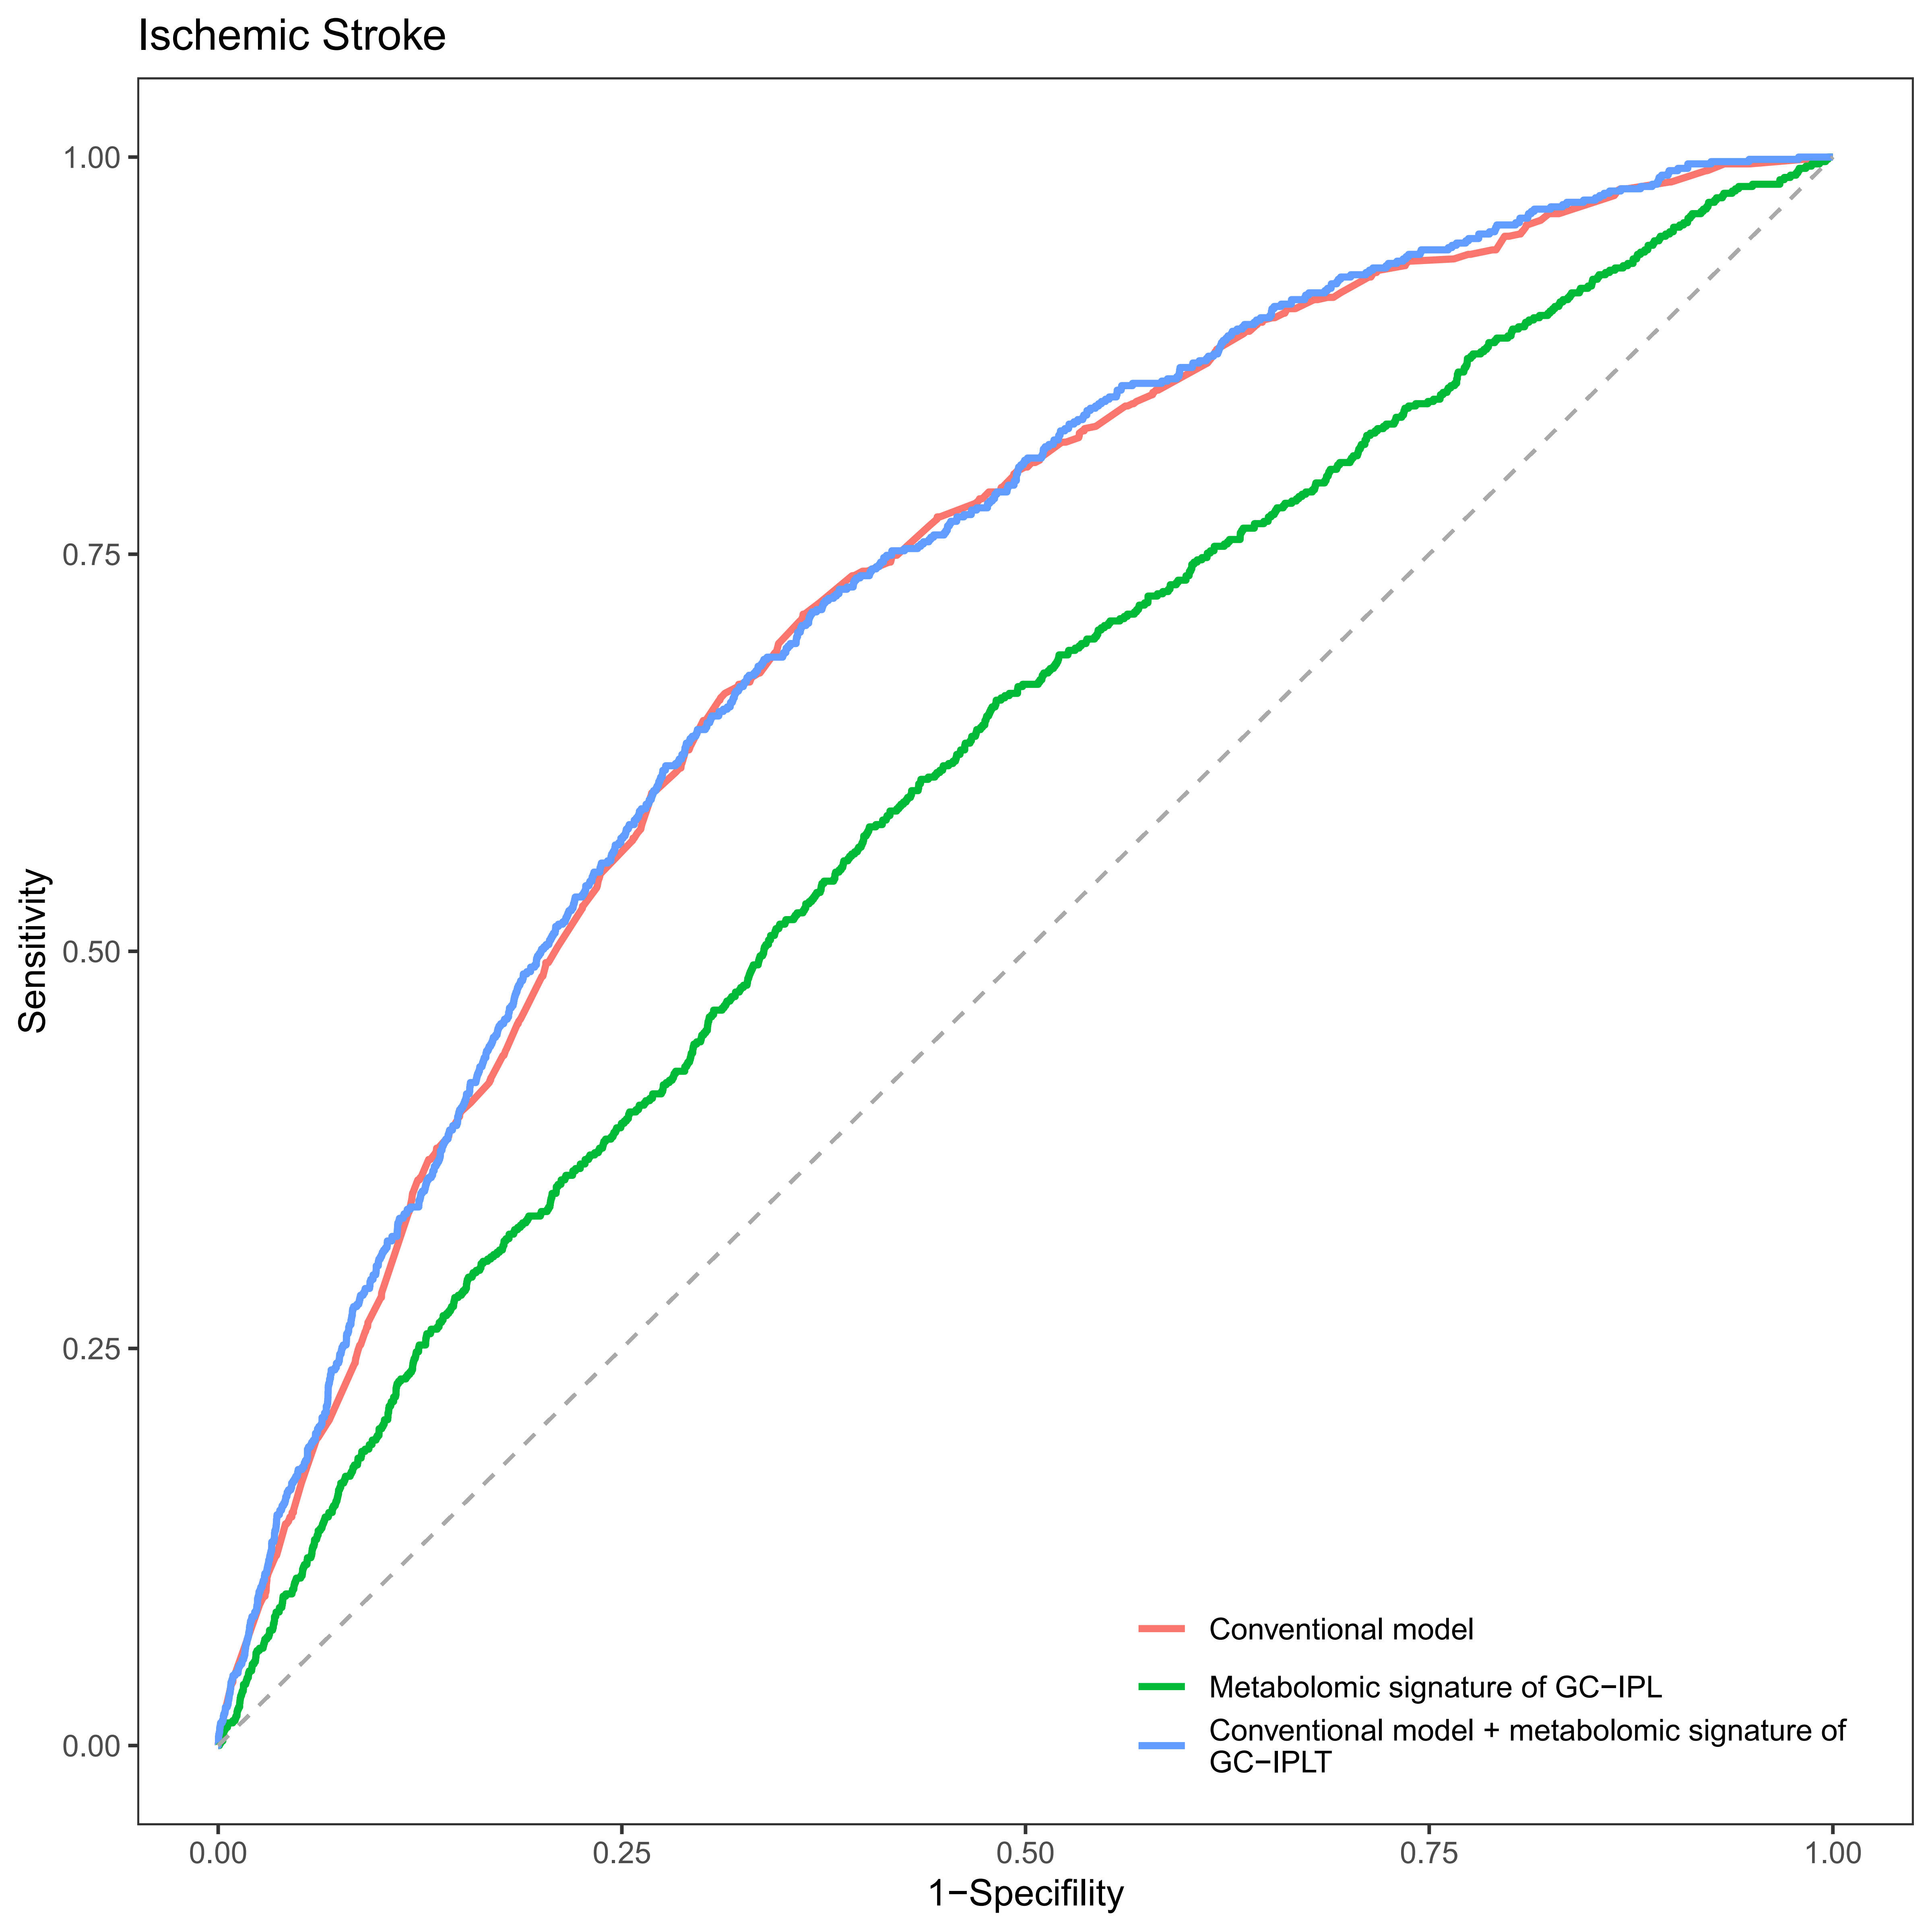 Ischemic Stroke
1.00
0.75
0.50
0.25
0.00
Sensitivity
Conventional model
Metabolomic signature of GC−IPL
Conventional model + metabolomic signature of
GC−IPLT
0.00 0.25 0.50 0.75 1.00
1−Specifility